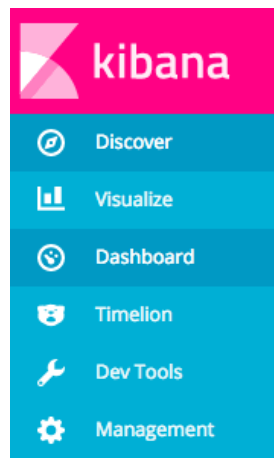 kibana
Discover
Visualize
Dashboard
Timelion
Dev Tools
Management